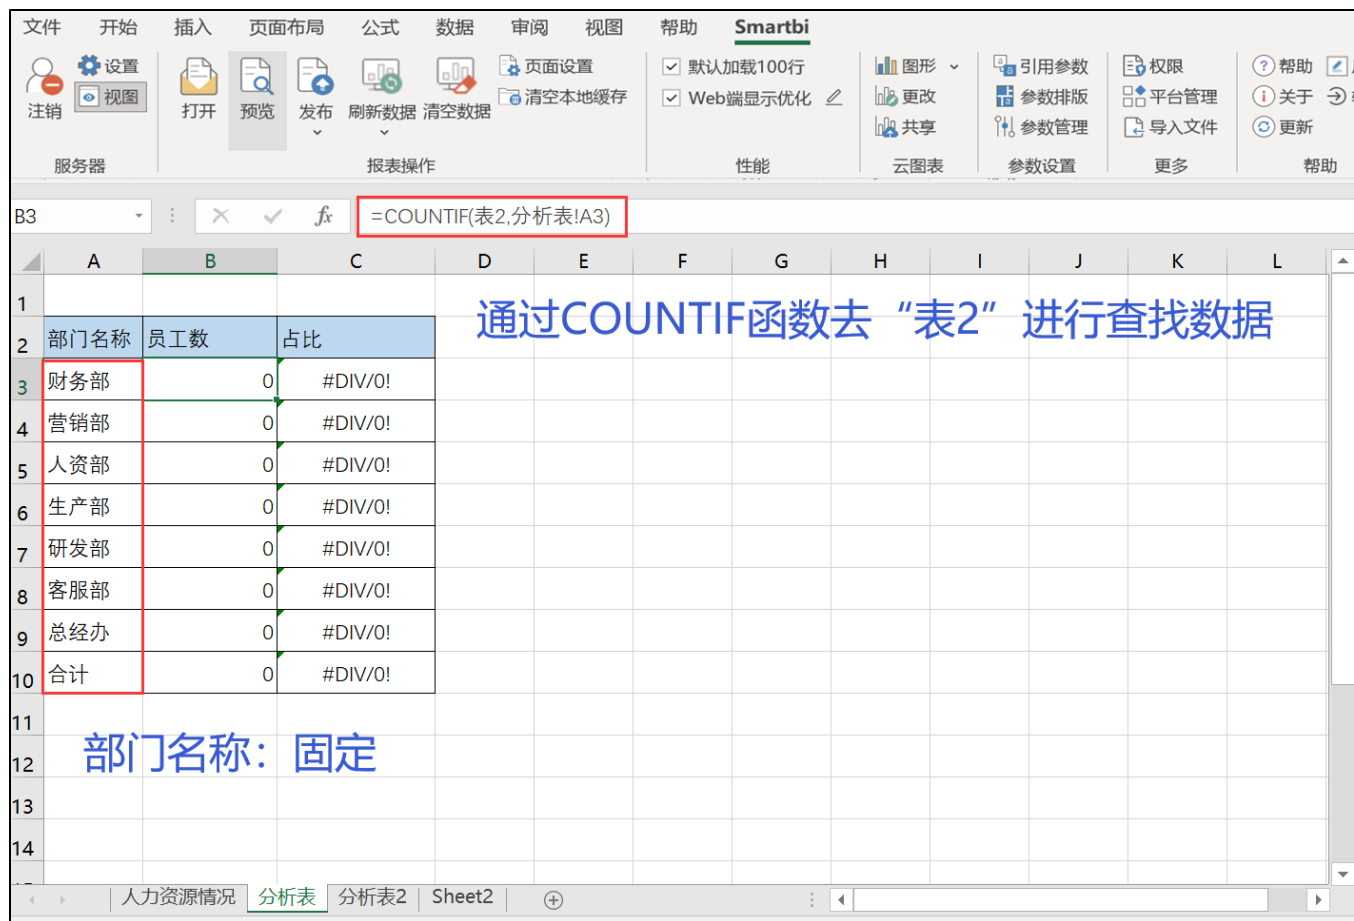 文件 开始 插入 页面布局 公式 数据 审阅 视图 帮助 Smartbi
设置 页面设置 默认加载100行 图形 引用参数 权限 帮助
注销 视图 打开 预览 发布 刷新数据 清空数据 清空本地缓存 Web端显示优化 更改 参数排版 平台管理 关于
共享 参数管理 导入文件 更新
服务器 报表操作 性能 云图表 参数设置 更多 帮助
B3 fx =COUNTIF(表2,分析表!A3)
A B C D E F G H I J K L
1
通过COUNTIF函数去“表2”进行查找数据
2 部门名称 员工数 占比
3 财务部 0 #DIV/0!
4 营销部 0 #DIV/0!
5 人资部 0 #DIV/0!
6 生产部 0 #DIV/0!
7 研发部 0 #DIV/0!
8 客服部 0 #DIV/0!
9 总经办 0 #DIV/0!
10 合计 0 #DIV/0!
11
12 部门名称：固定
13
14
人力资源情况 分析表 分析表2 Sheet2